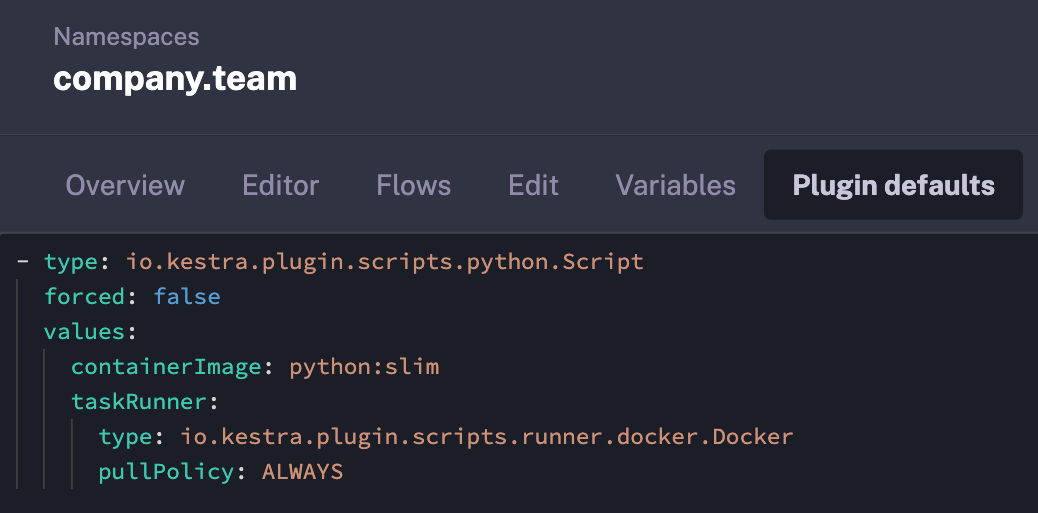 Namespaces
company.team
Overview Editor Flows Edit Variables Plugin defaults
- type: io.kestra.plugin.scripts.python.Script
  forced: false
  values:
    containerImage: python:slim
    taskRunner:
      type: io.kestra.plugin.scripts.runner.docker.Docker
      pullPolicy: ALWAYS